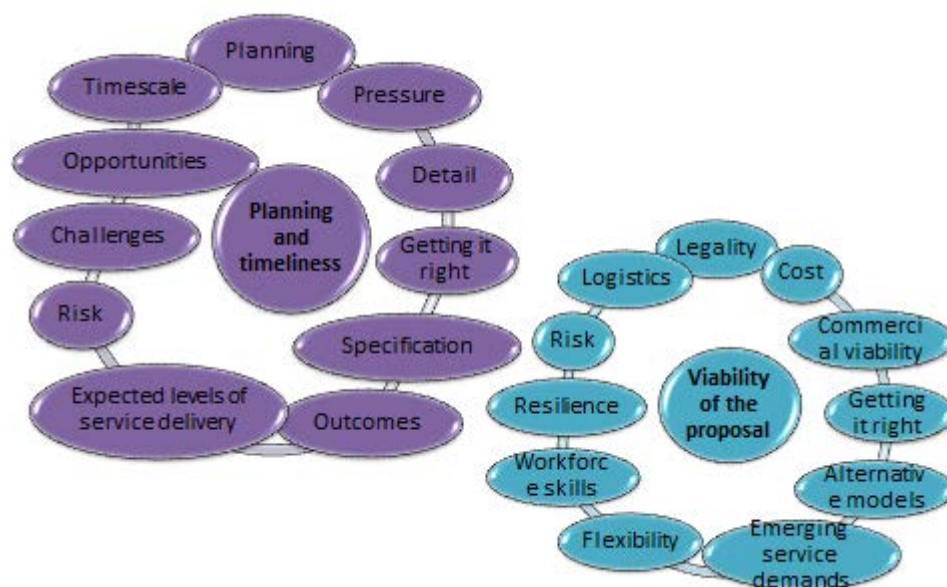 Planning
Timescale
Pressure
Opportunities
Detail
Planning
and
timeliness
Challenges
Getting it
right
Risk
Specification
Expected levels of
service delivery
Outcomes
Legality
Logistics
Cost
Risk
Commerci
al viability
Viability
of the
proposal
Resilience
Getting
it right
Workforc
e skills
Alternativ
e models
Flexibility
Emerging
service
demands